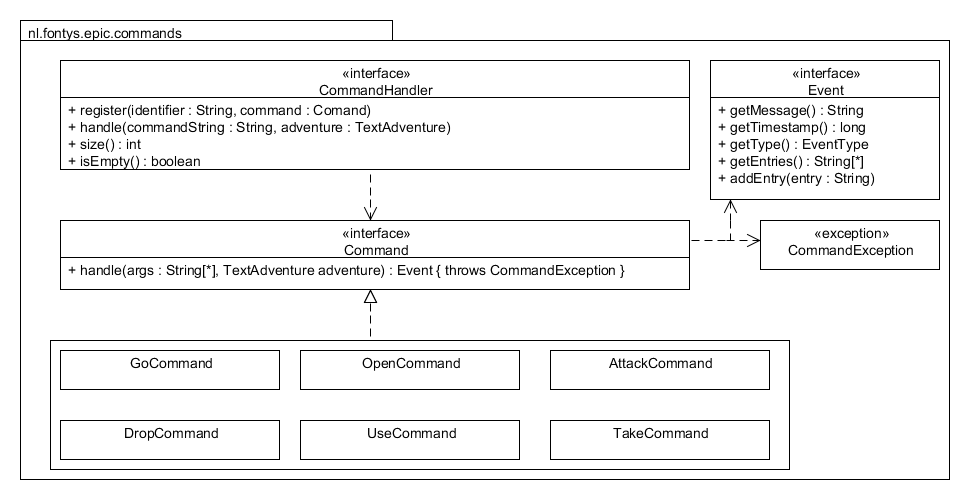 nl.fontys.epic.commands
«interface»
CommandHandler
+ register(identifier : String, command : Comand)
+ handle(commandString : String, adventure : TextAdventure)
+ size() : int
+ isEmpty() : boolean
«interface»
Event
+ getMessage() : String
+ getTimestamp() : long
+ getType() : EventType
+ getEntries() : String[*]
+ addEntry(entry : String)
«interface»
Command
+ handle(args : String[*], TextAdventure adventure) : Event { throws CommandException }
«exception»
CommandException
GoCommand
OpenCommand
AttackCommand
DropCommand
UseCommand
TakeCommand